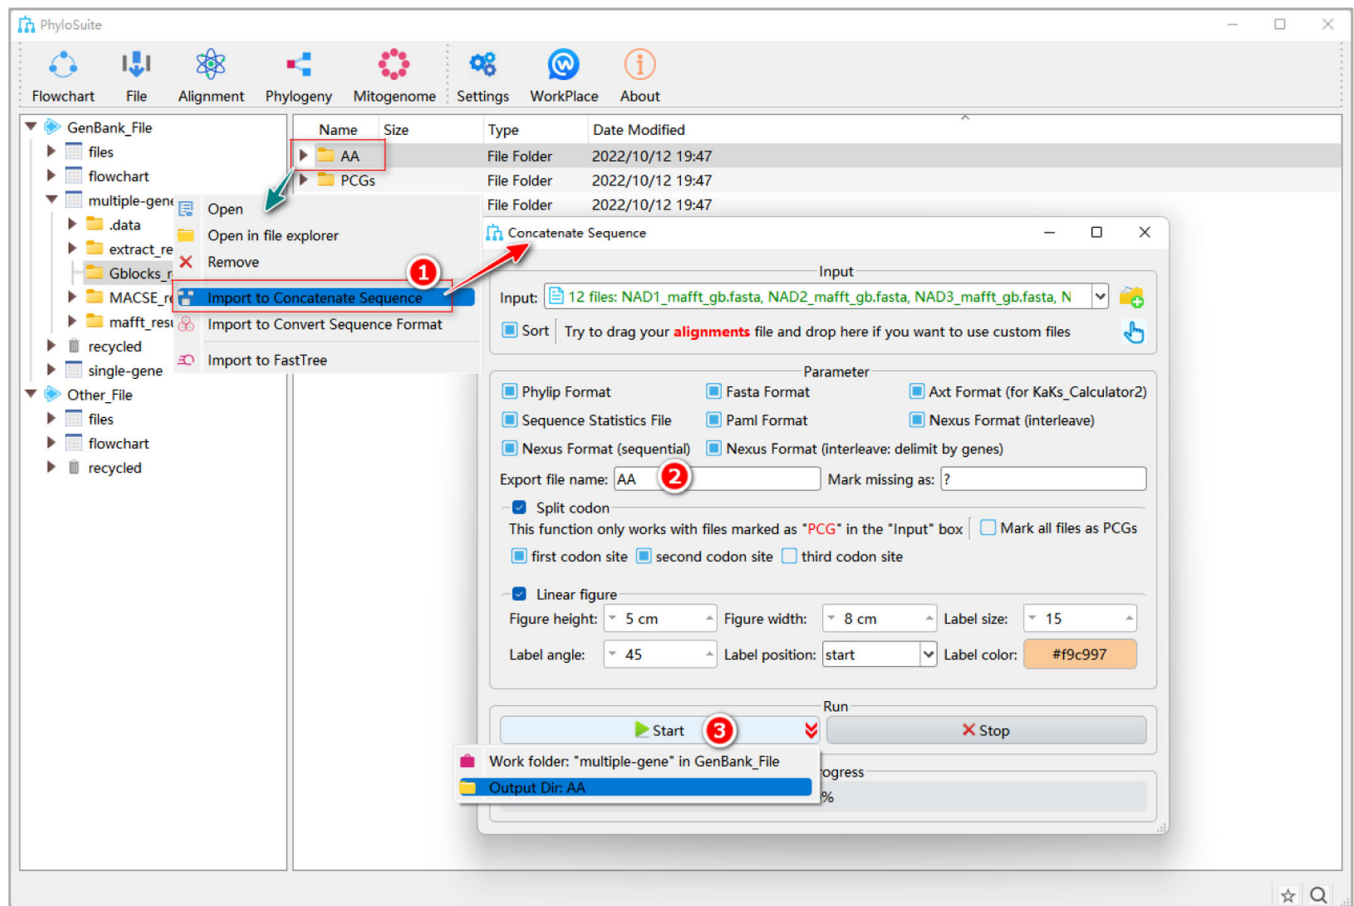 PhyloSuite
Flowchart File Alignment Phylogeny Mitogenome Settings WorkPlace About
GenBank_File
files
flowchart
multiple-gene
.data
extract_re
Gblocks_r
MACSE_re
mafft_resu
recycled
single-gene
Other_File
files
flowchart
recycled
Name Size Type Date Modified
AA File Folder 2022/10/12 19:47
PCGs File Folder 2022/10/12 19:47
File Folder 2022/10/12 19:47
Open
Open in file explorer
Remove
1
Import to Concatenate Sequence
Import to Convert Sequence Format
Import to FastTree
Concatenate Sequence
Input
Input: 12 files: NAD1_mafft_gb.fasta, NAD2_mafft_gb.fasta, NAD3_mafft_gb.fasta, N
Sort Try to drag your alignments file and drop here if you want to use custom files
Parameter
Phylip Format Fasta Format Axt Format (for KaKs_Calculator2)
Sequence Statistics File Paml Format Nexus Format (interleave)
Nexus Format (sequential) Nexus Format (interleave: delimit by genes)
Export file name: AA 2 Mark missing as: ?
Split codon
This function only works with files marked as "PCG" in the "Input" box Mark all files as PCGs
first codon site second codon site third codon site
Linear figure
Figure height: 5 cm Figure width: 8 cm Label size: 15
Label angle: 45 Label position: start Label color: #f9c997
Run
Start 3 Stop
Work folder: "multiple-gene" in GenBank_File
Output Dir: AA
ogress
%